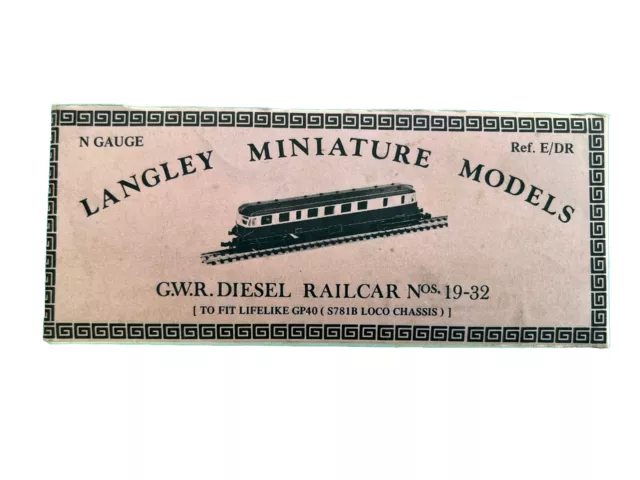 N GAUGE
Ref. E/DR
LANGLEY MINIATURE MODELS
G.W.R. DIESEL RAILCAR NOS. 19-32
[ TO FIT LIFELIKE GP40 ( S781B LOCO CHASSIS ) ]